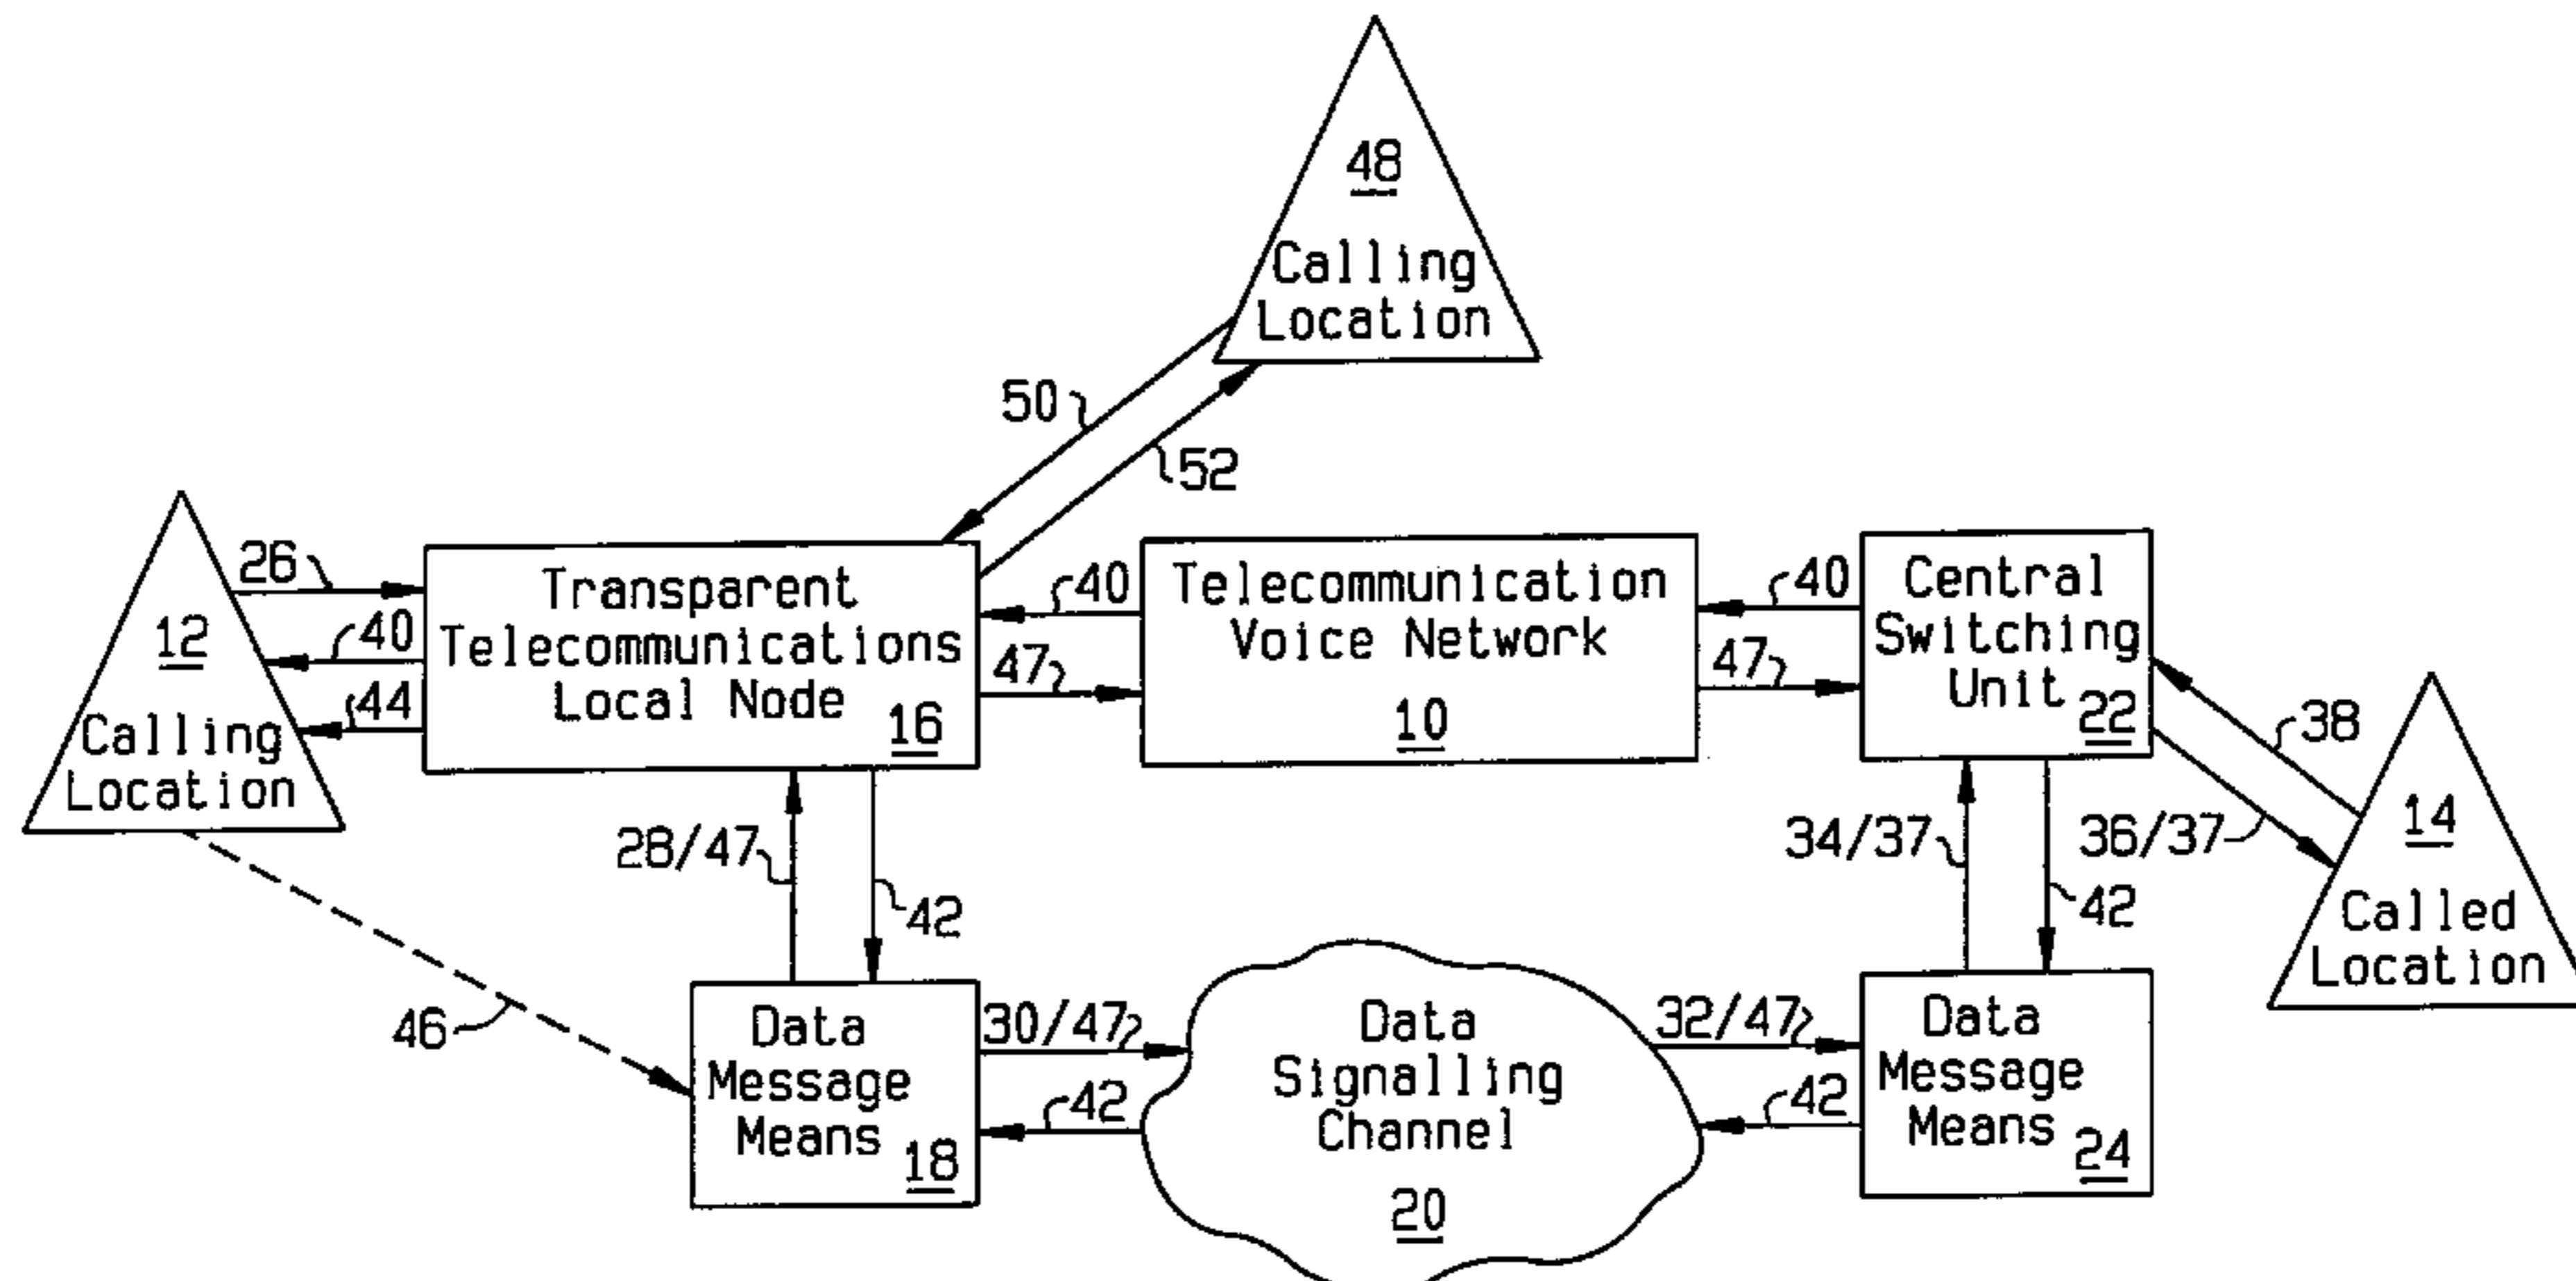 48
Calling
Location
50
52
26
40
44
12
Calling
Location
Transparent
Telecommunications
Local Node
16
40
47
Telecommunication
Voice Network
10
40
47
Central
Switching
Unit
22
38
36/37
14
Called
Location
28/47
42
34/37
42
46
Data
Message
Means
18
30/47
42
Data
Signalling
Channel
20
32/47
42
Data
Message
Means
24